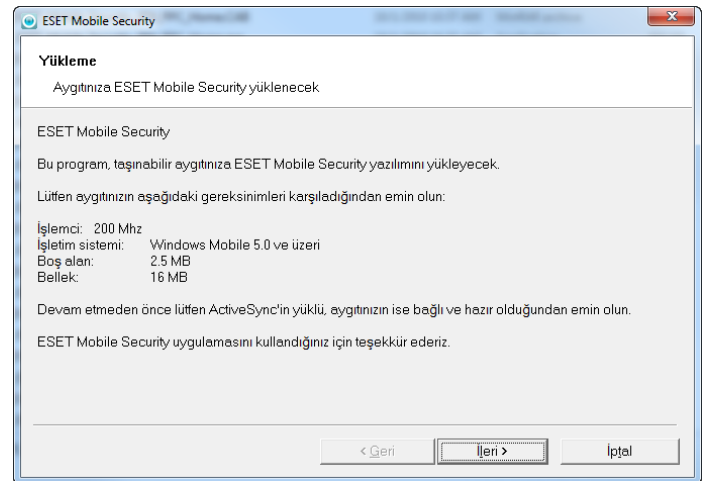 ESET Mobile Security
Yükleme
Aygıtınıza ESET Mobile Security yüklenecek
ESET Mobile Security
Bu program, taşınabilir aygıtınıza ESET Mobile Security yazılımını yükleyecek.
Lütfen aygıtınızın aşağıdaki gereksinimleri karşıladığından emin olun:
İşlemci: 200 Mhz
İşletim sistemi: Windows Mobile 5.0 ve üzeri
Boş alan: 2.5 MB
Bellek: 16 MB
Devam etmeden önce lütfen ActiveSync'in yüklü, aygıtınızın ise bağlı ve hazır olduğundan emin olun.
ESET Mobile Security uygulamasını kullandığınız için teşekkür ederiz.
< Geri İleri > İptal